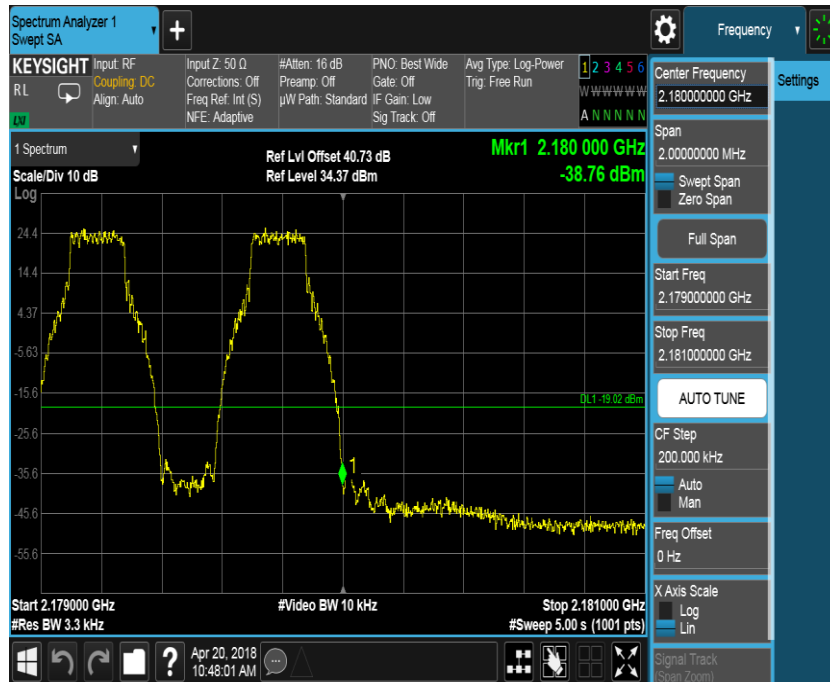 Spectrum Analyzer 1
Swept SA
Frequency
KEYSIGHT
RL
LXI
Input: RF
Coupling: DC
Align: Auto
Input Z: 50 Ω
Corrections: Off
Freq Ref: Int (S)
NFE: Adaptive
#Atten: 16 dB
Preamp: Off
µW Path: Standard
PNO: Best Wide
Gate: Off
IF Gain: Low
Sig Track: Off
Avg Type: Log-Power
Trig: Free Run
1 2 3 4 5 6
W W W W W W
A N N N N N
1 Spectrum
Scale/Div 10 dB
Log
Ref Lvl Offset 40.73 dB
Ref Level 34.37 dBm
Mkr1 2.180 000 GHz
-38.76 dBm
24.4
14.4
4.37
-5.63
-15.6
-25.6
-35.6
-45.6
-55.6
DL1 -19.02 dBm
1
Start 2.179000 GHz
#Res BW 3.3 kHz
#Video BW 10 kHz
Stop 2.181000 GHz
#Sweep 5.00 s (1001 pts)
Apr 20, 2018
10:48:01 AM
Center Frequency
2.180000000 GHz
Settings
Span
2.00000000 MHz
Swept Span
Zero Span
Full Span
Start Freq
2.179000000 GHz
Stop Freq
2.181000000 GHz
AUTO TUNE
CF Step
200.000 kHz
Auto
Man
Freq Offset
0 Hz
X Axis Scale
Log
Lin
Signal Track
(Span Zoom)